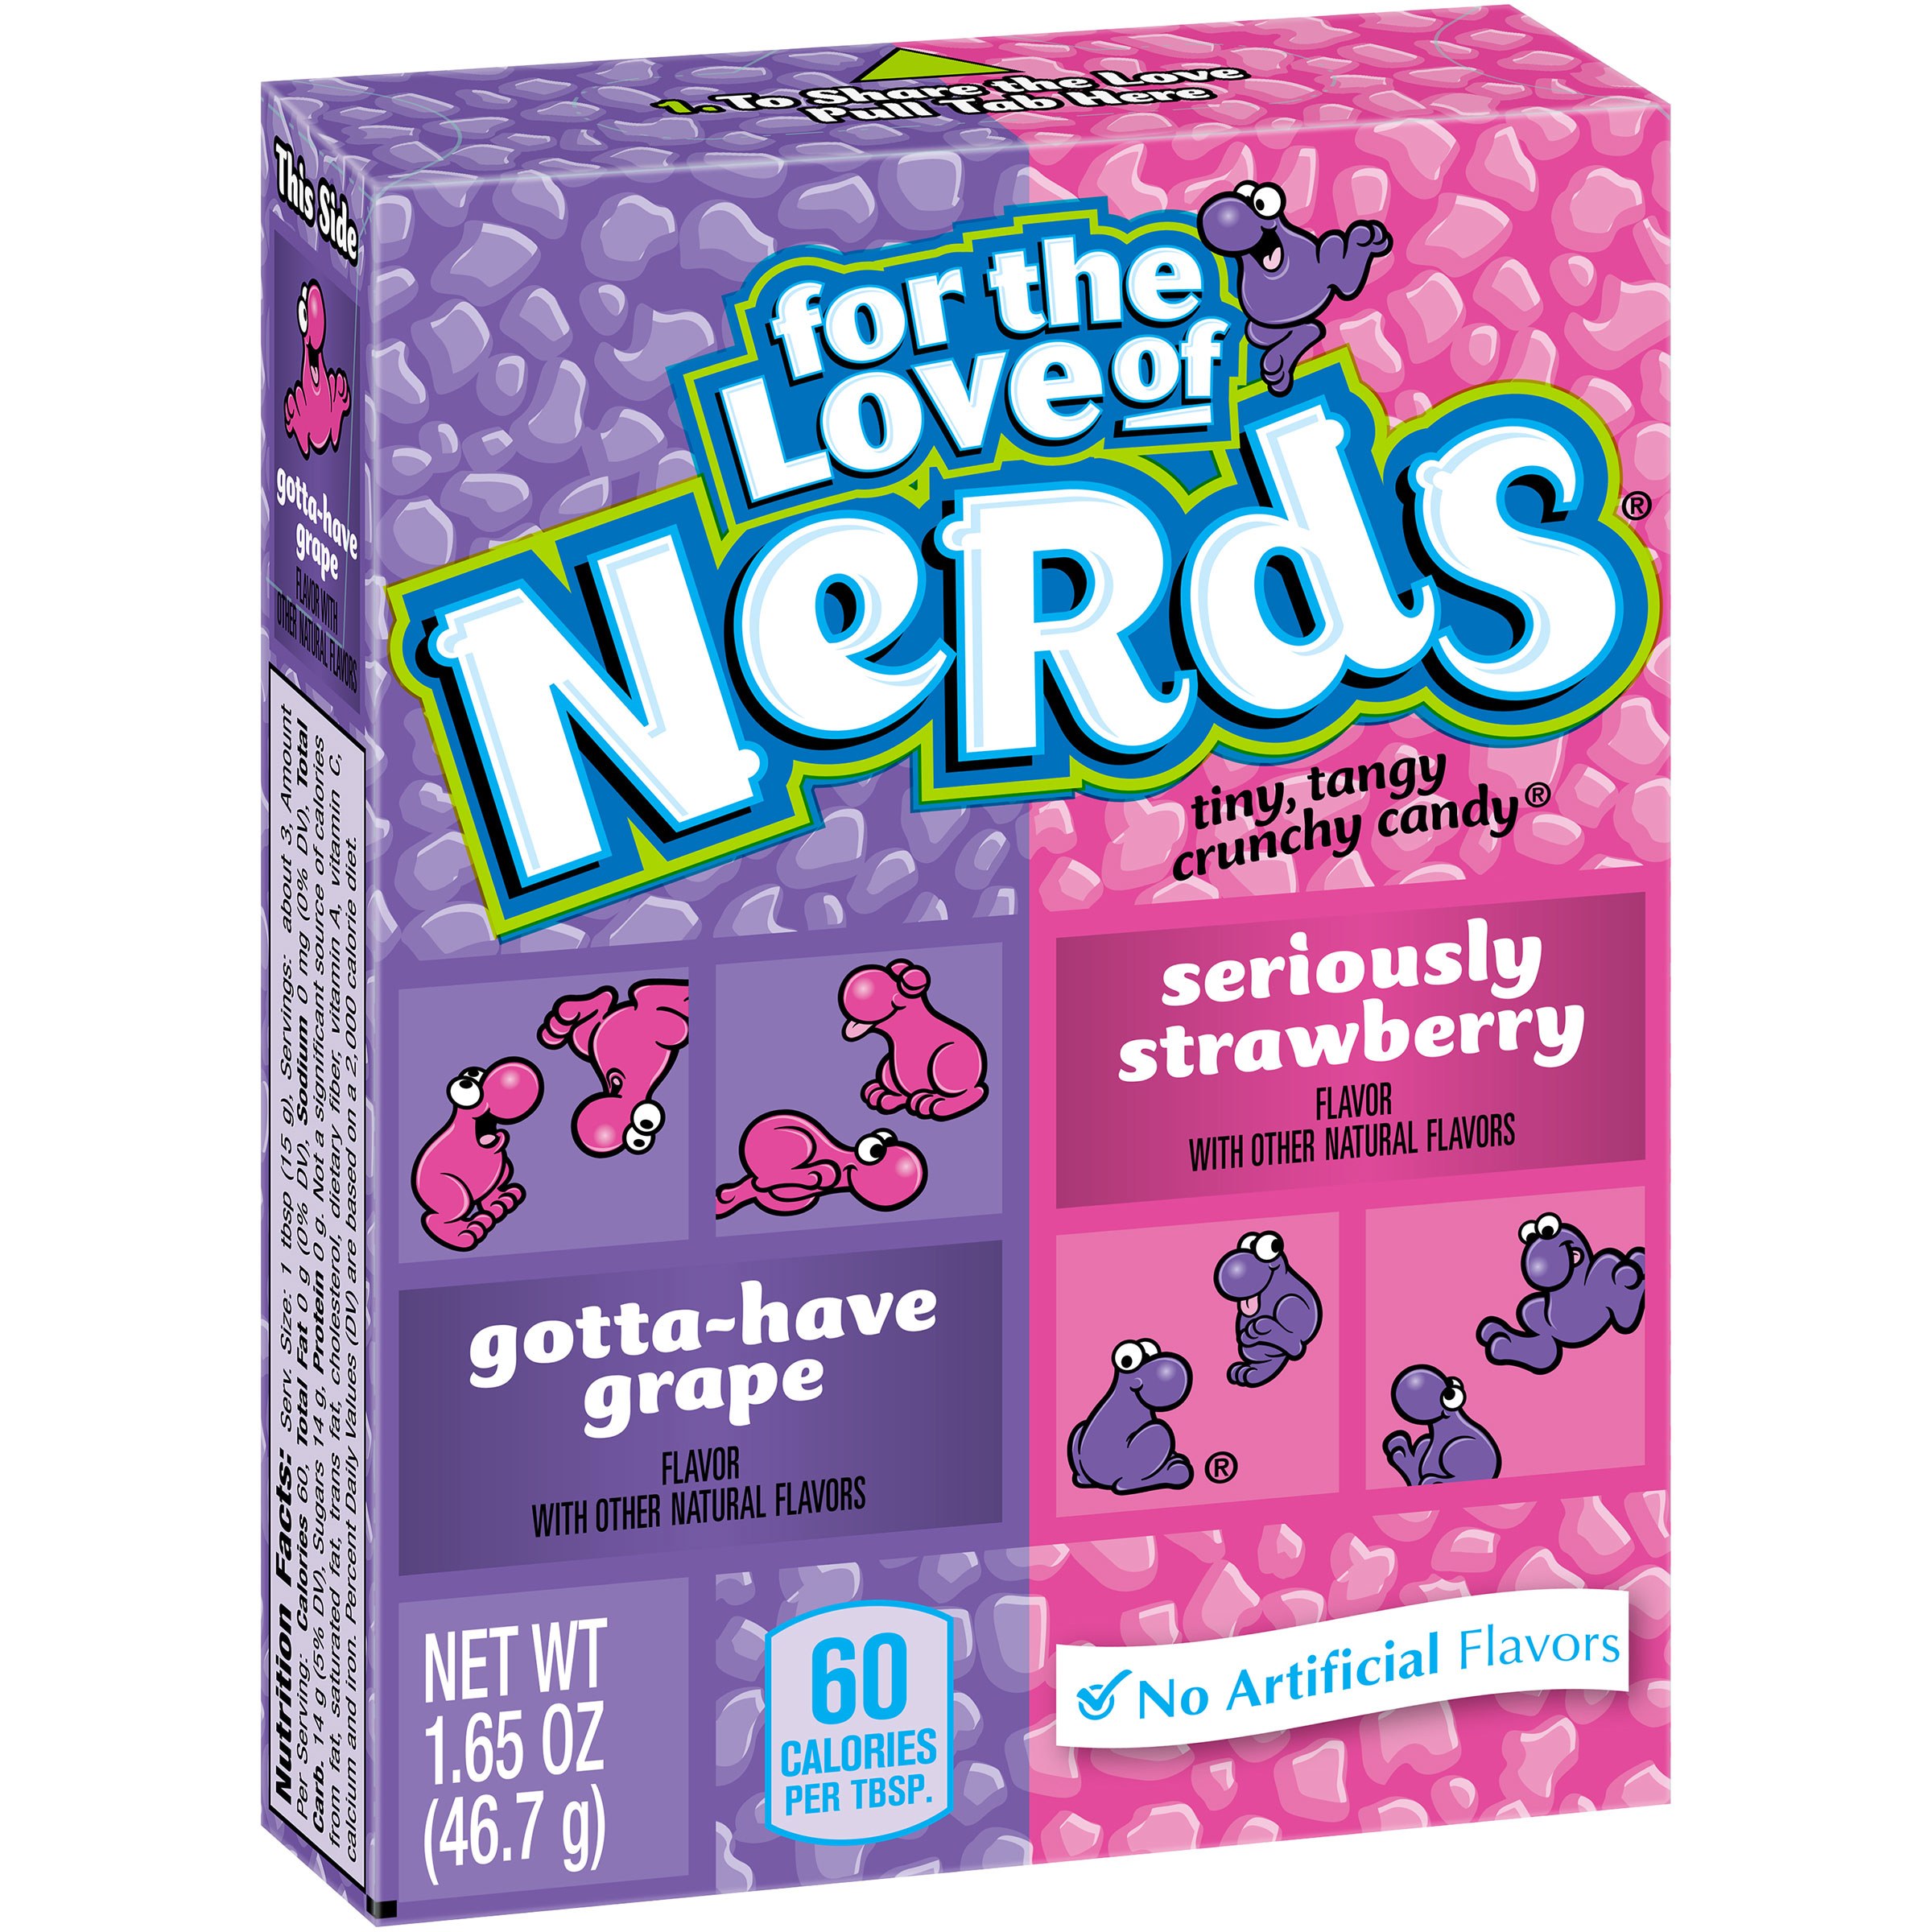 1. To Share the Love
Pull Tab Here
This Side
gotta-have
grape
FLAVOR WITH
OTHER NATURAL FLAVORS
Nutrition Facts: Serv. Size: 1 tbsp (15 g), Servings: about 3, Amount
Per Serving: Calories 60, Total Fat 0 g (0% DV), Sodium 0 mg (0% DV), Total
Carb. 14 g (5% DV), Sugars 14 g, Protein 0 g. Not a significant source of calories
from fat, saturated fat, trans fat, cholesterol, dietary fiber, vitamin A, vitamin C,
calcium and iron. Percent Daily Values (DV) are based on a 2,000 calorie diet.
for the
Love of
NeRdS®
tiny, tangy
crunchy candy®
seriously
strawberry
FLAVOR
WITH OTHER NATURAL FLAVORS
gotta-have
grape
FLAVOR
WITH OTHER NATURAL FLAVORS
®
NET WT
1.65 OZ
(46.7 g)
60
CALORIES
PER TBSP.
No Artificial Flavors